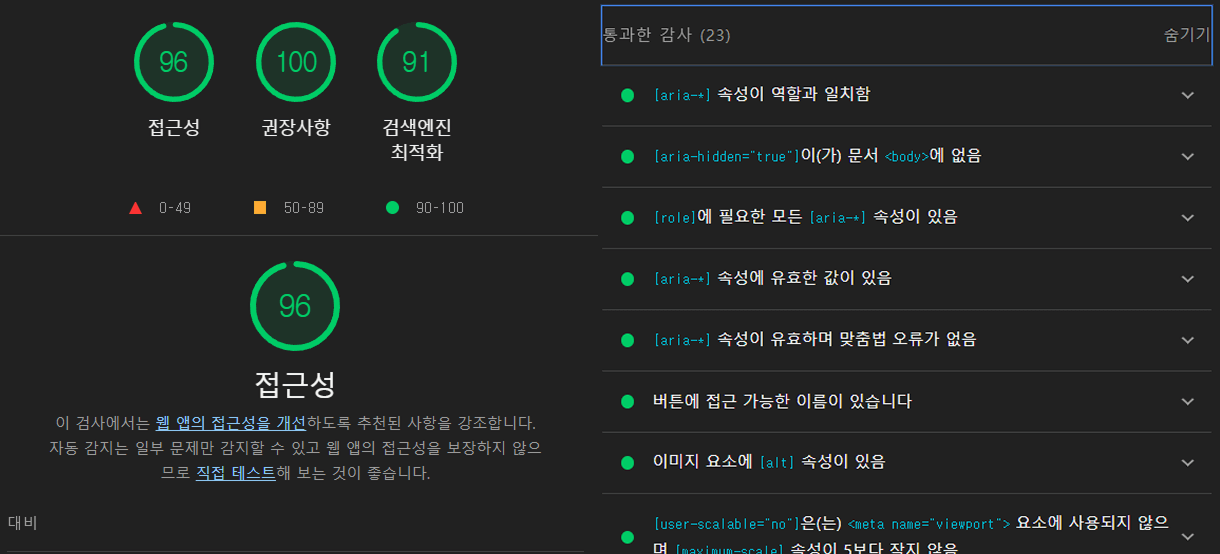 96
100
91
접근성
권장사항
검색엔진
최적화
0-49
50-89
90-100
96
접근성
이 검사에서는 웹 앱의 접근성을 개선하도록 추천된 사항을 강조합니다.
자동 감지는 일부 문제만 감지할 수 있고 웹 앱의 접근성을 보장하지 않으
므로 직접 테스트해 보는 것이 좋습니다.
대비
통과한 감사 (23)
숨기기
[aria-*] 속성이 역할과 일치함
[aria-hidden="true"]이(가) 문서 <body>에 없음
[role]에 필요한 모든 [aria-*] 속성이 있음
[aria-*] 속성에 유효한 값이 있음
[aria-*] 속성이 유효하며 맞춤법 오류가 없음
버튼에 접근 가능한 이름이 있습니다
이미지 요소에 [alt] 속성이 있음
[user-scalable="no"]은(는) <meta name="viewport"> 요소에 사용되지 않으
며 [maximum-scale] 속성이 5보다 작지 않음